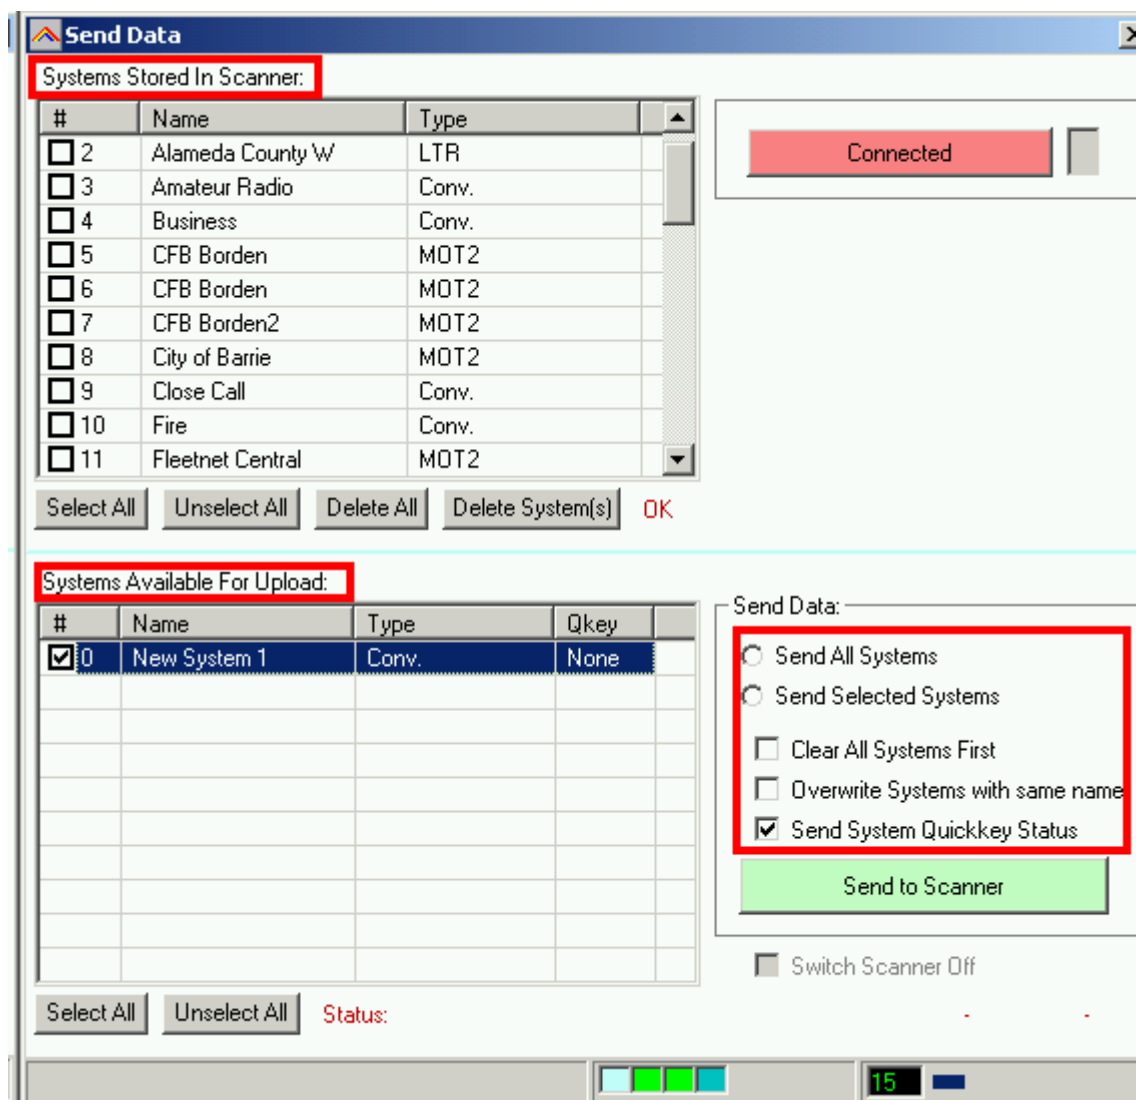 Send Data
Systems Stored In Scanner:
# Name Type
2 Alameda County W LTR
3 Amateur Radio Conv.
4 Business Conv.
5 CFB Borden MOT2
6 CFB Borden MOT2
7 CFB Borden2 MOT2
8 City of Barrie MOT2
9 Close Call Conv.
10 Fire Conv.
11 Fleetnet Central MOT2
Connected
Select All Unselect All Delete All Delete System(s) OK
Systems Available For Upload:
# Name Type Qkey
0 New System 1 Conv. None
Send Data:
Send All Systems
Send Selected Systems
Clear All Systems First
Overwrite Systems with same name
Send System Quickkey Status
Send to Scanner
Switch Scanner Off
Select All Unselect All Status: - -
15